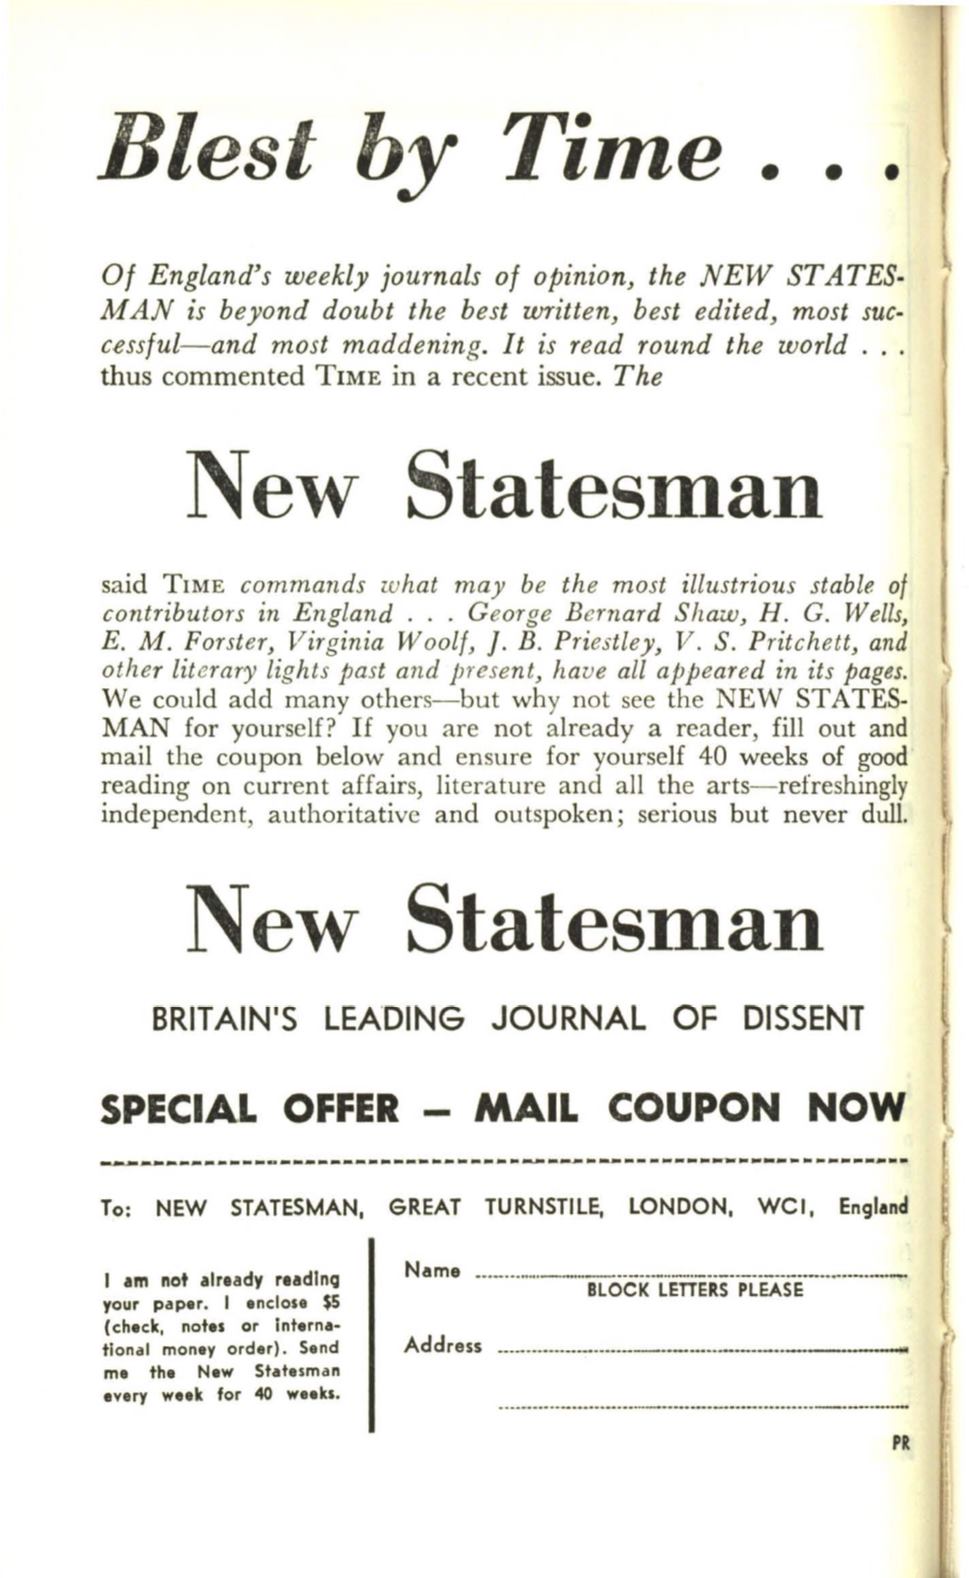 Blest by Time . . .
Of England's weekly journals of opinion, the NEW STATES-
MAN is beyond doubt the best written, best edited, most suc-
cessful—and most maddening. It is read round the world . . .
thus commented TIME in a recent issue. The
New Statesman
said TIME commands what may be the most illustrious stable of
contributors in England . . . George Bernard Shaw, H. G. Wells,
E. M. Forster, Virginia Woolf, J. B. Priestley, V. S. Pritchett, and
other literary lights past and present, have all appeared in its pages.
We could add many others—but why not see the NEW STATES-
MAN for yourself? If you are not already a reader, fill out and
mail the coupon below and ensure for yourself 40 weeks of good
reading on current affairs, literature and all the arts—refreshingly
independent, authoritative and outspoken; serious but never dull.
New Statesman
BRITAIN'S LEADING JOURNAL OF DISSENT
SPECIAL OFFER – MAIL COUPON NOW
To: NEW STATESMAN, GREAT TURNSTILE, LONDON, WCI, England
I am not already reading
your paper. I enclose $5
(check, notes or interna-
tional money order). Send
me the New Statesman
every week for 40 weeks.
Name
BLOCK LETTERS PLEASE
Address
PR